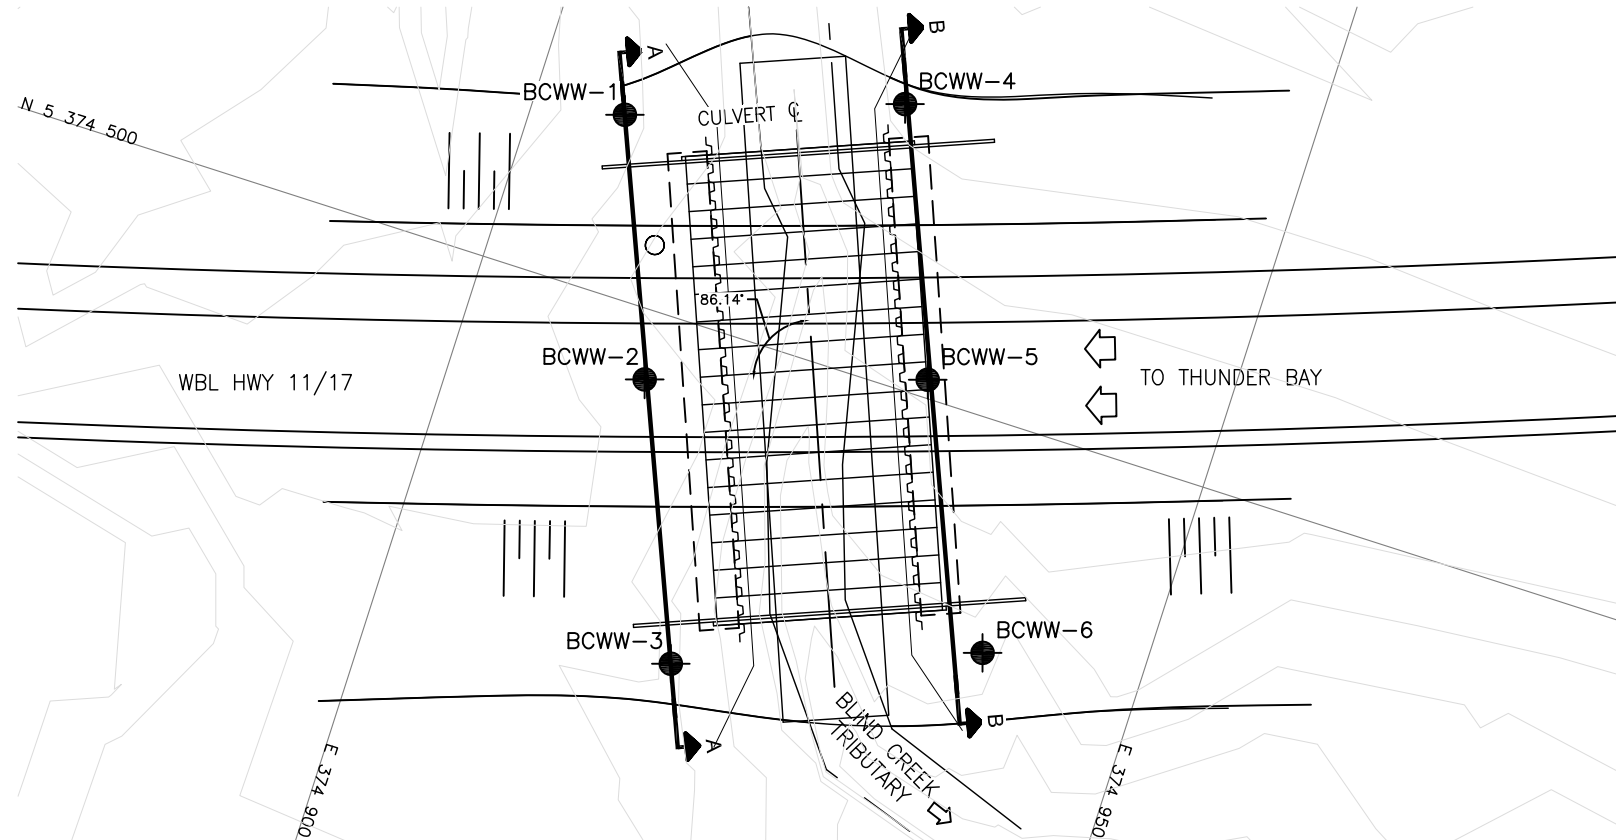 A
B
BCWW-1
BCWW-4
CULVERT ℄
N 5 374 500
86.14°
BCWW-2
BCWW-5
WBL HWY 11/17
TO THUNDER BAY
BCWW-3
BCWW-6
BLIND CREEK
TRIBUTARY
A
B
E 374 900
E 374 950